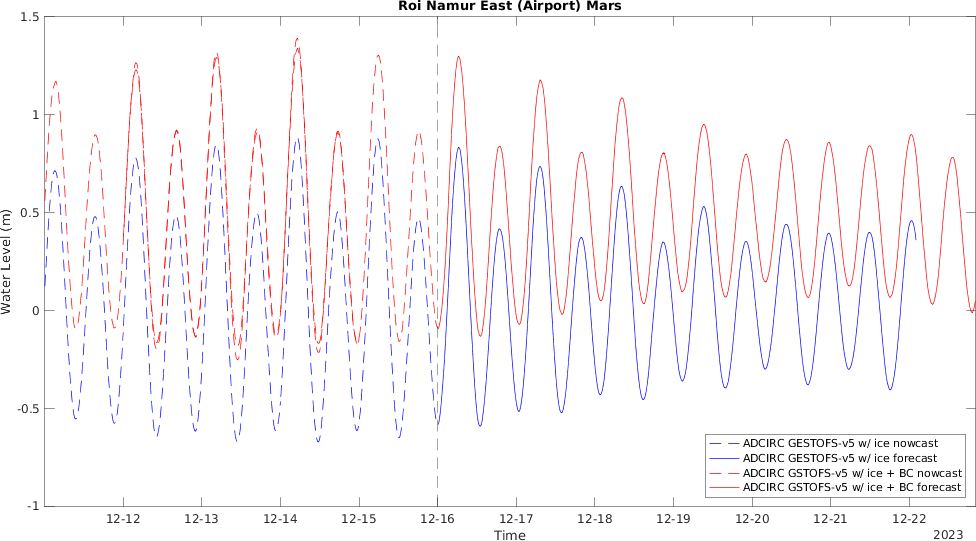 Roi Namur East (Airport) Mars
1.5
1
0.5
0
-0.5
-1
Water Level (m)
ADCIRC GESTOFS-v5 w/ ice nowcast
ADCIRC GESTOFS-v5 w/ ice forecast
ADCIRC GSTOFS-v5 w/ ice + BC nowcast
ADCIRC GSTOFS-v5 w/ ice + BC forecast
12-12 12-13 12-14 12-15 12-16 12-17 12-18 12-19 12-20 12-21 12-22
Time
2023